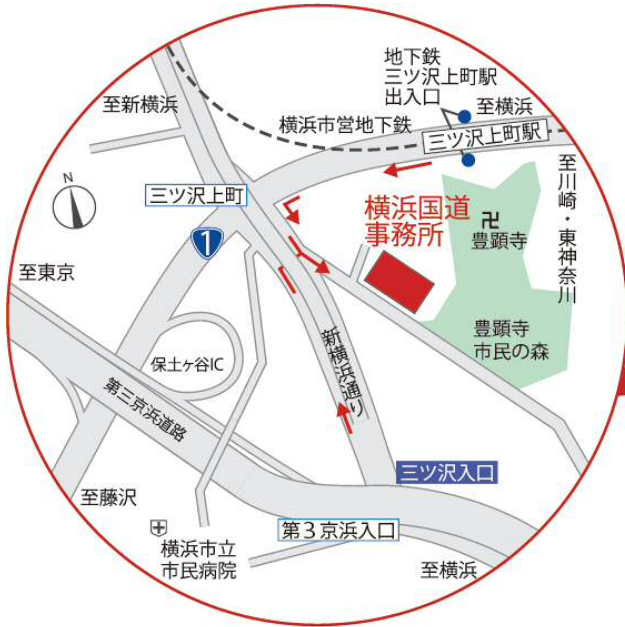 地下鉄
三ツ沢上町駅
出入口
至新横浜
至横浜
横浜市営地下鉄
三ツ沢上町駅
N
三ツ沢上町
横浜国道
事務所
卍
豊顕寺
至川崎・東神奈川
1
至東京
豊顕寺
市民の森
保土ヶ谷IC
新横浜通り
第三京浜道路
三ツ沢入口
至藤沢
第3京浜入口
横浜市立
市民病院
至横浜